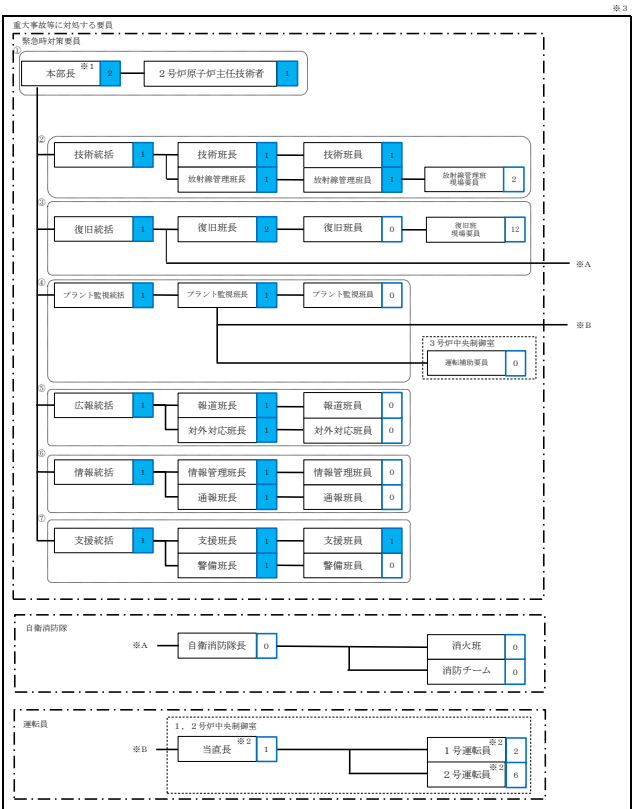 ※3
重大事故等に対処する要員
緊急時対策要員
①
本部長 ※1 2 2号炉原子炉主任技術者 1
②
技術統括 1 技術班長 1 技術班員 1
放射線管理班長 1 放射線管理班員 1 放射線管理班 2
現場要員
③
復旧統括 1 復旧班長 2 復旧班員 0 復旧班 12
現場要員
※A
④
プラント監視統括 1 プラント監視班長 1 プラント監視班員 0
※B
3号炉中央制御室
運転補助要員 0
⑤
広報統括 1 報道班長 1 報道班員 0
対外対応班長 1 対外対応班員 0
⑥
情報統括 1 情報管理班長 1 情報管理班員 0
通報班長 1 通報班員 0
⑦
支援統括 1 支援班長 1 支援班員 1
警備班長 1 警備班員 0
自衛消防隊
※A 自衛消防隊長 0 消火班 0
消防チーム 0
運転員
1,2号炉中央制御室
※B 当直長 ※2 1 1号運転員 ※2 2
2号運転員 ※2 6